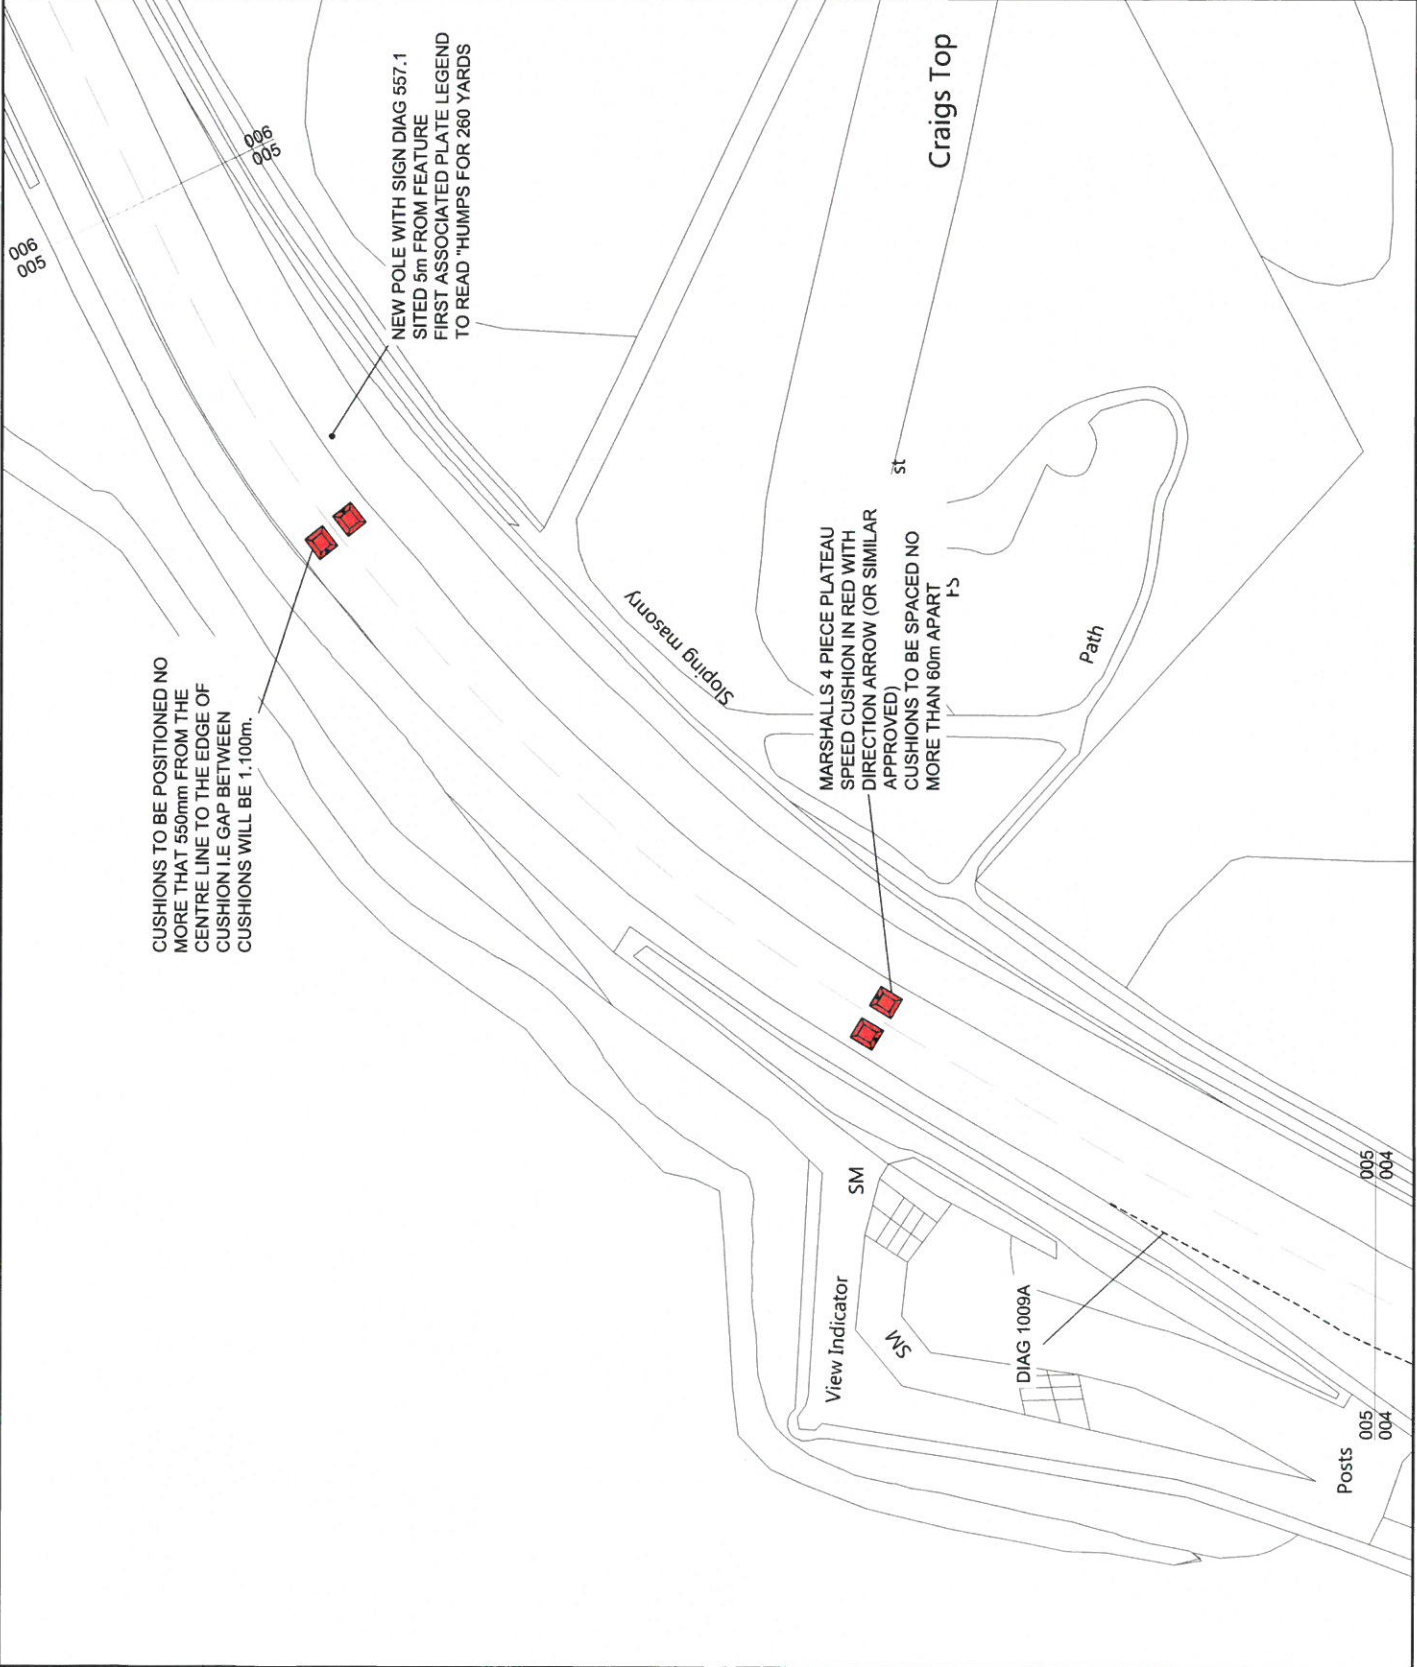 CUSHIONS TO BE POSITIONED NO
MORE THAT 550mm FROM THE
CENTRE LINE TO THE EDGE OF
CUSHION I.E GAP BETWEEN
CUSHIONS WILL BE 1.100m.
006
005
006
005
NEW POLE WITH SIGN DIAG 557.1
SITED 5m FROM FEATURE
FIRST ASSOCIATED PLATE LEGEND
TO READ "HUMPS FOR 260 YARDS
Sloping masonry
Craigs Top
MARSHALLS 4 PIECE PLATEAU
SPEED CUSHION IN RED WITH
DIRECTION ARROW (OR SIMILAR
APPROVED)
CUSHIONS TO BE SPACED NO
MORE THAN 60m APART
st
FS
Path
View Indicator
SM
SM
DIAG 1009A
Posts
005
004
005
004